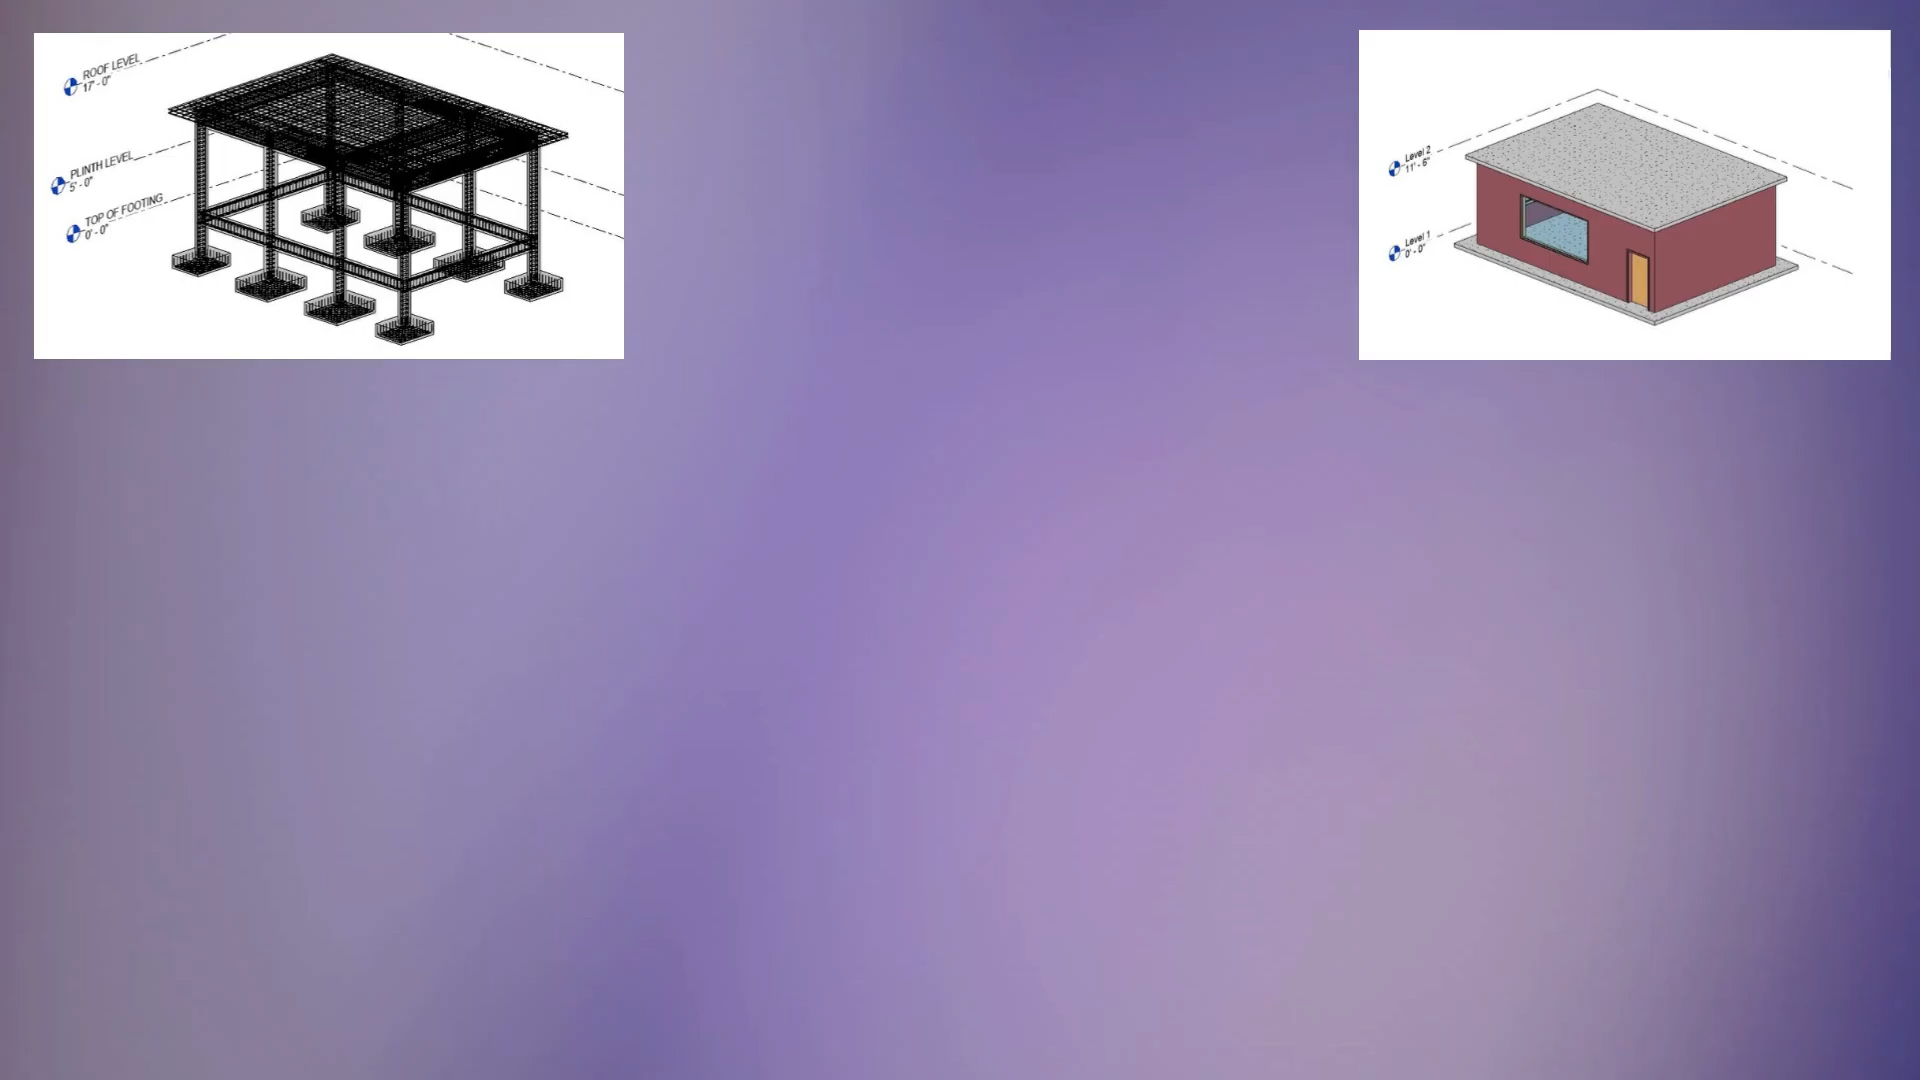 ROOF LEVEL
17' - 0"
PLINTH LEVEL
5' - 0"
TOP OF FOOTING
0' - 0"
Level 2
11' - 6"
Level 1
0' - 0"